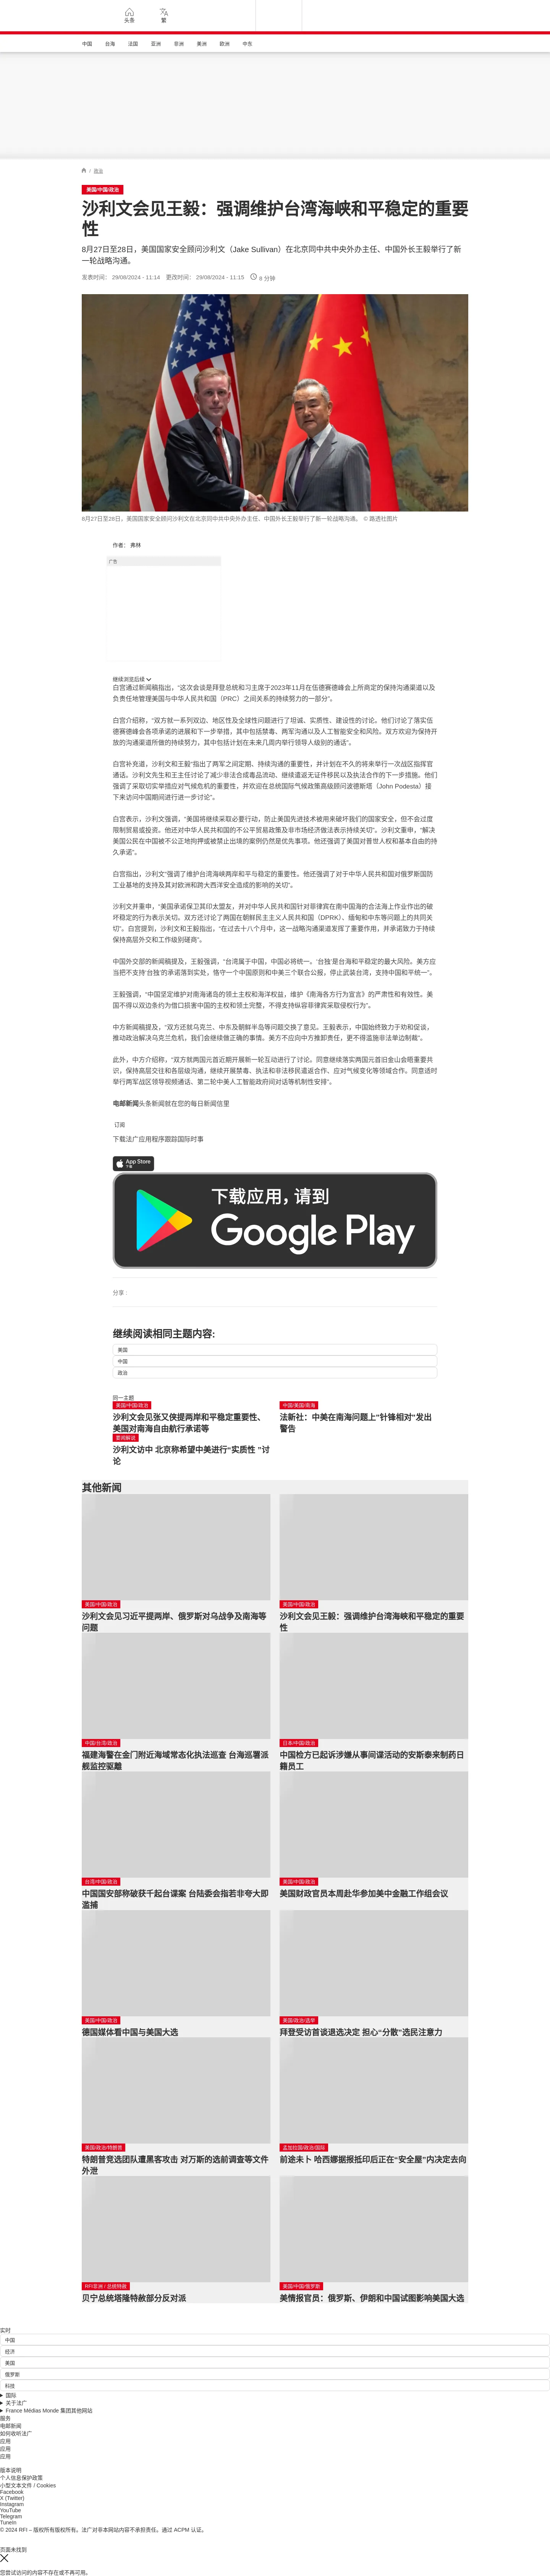 头条
繁
中国
台海
法国
亚洲
非洲
美洲
欧洲
中东
/ 政治
美国/中国/政治
沙利文会见王毅：强调维护台湾海峡和平稳定的重要
性
8月27日至28日，美国国家安全顾问沙利文（Jake Sullivan）在北京同中共中央外办主任、中国外长王毅举行了新
一轮战略沟通。
发表时间： 29/08/2024 - 11:14 更改时间： 29/08/2024 - 11:15 6 分钟
8月27日至28日，美国国家安全顾问沙利文在北京同中共中央外办主任、中国外长王毅举行了新一轮战略沟通。 © 路透社图片
作者： 弗林
广告
继续浏览后续
白宫通过新闻稿指出，“这次会谈是拜登总统和习主席于2023年11月在伍德赛德峰会上所商定的保持沟通渠道以及
负责任地管理美国与中华人民共和国（PRC）之间关系的持续努力的一部分”。
白宫介绍称，“双方就一系列双边、地区性及全球性问题进行了坦诚、实质性、建设性的讨论。他们讨论了落实伍
德赛德峰会各项承诺的进展和下一步举措，其中包括禁毒、两军沟通以及人工智能安全和风险。双方欢迎为保持开
放的沟通渠道所做的持续努力，其中包括计划在未来几周内举行领导人级别的通话”。
白宫补充道，沙利文和王毅“指出了两军之间定期、持续沟通的重要性，并计划在不久的将来举行一次战区指挥官
通话。沙利文先生和王主任讨论了减少非法合成毒品流动、继续遣返无证件移民以及执法合作的下一步措施。他们
强调了采取切实举措应对气候危机的重要性，并欢迎在总统国际气候政策高级顾问波德斯塔（John Podesta）接
下来访问中国期间进行进一步讨论”。
白宫表示，沙利文强调，“美国将继续采取必要行动，防止美国先进技术被用来破坏我们的国家安全，但不会过度
限制贸易或投资。他还对中华人民共和国的不公平贸易政策及非市场经济做法表示持续关切”。沙利文重申，“解决
美国公民在中国被不公正地拘押或被禁止出境的案例仍然是优先事项。他还强调了美国对普世人权和基本自由的持
久承诺”。
白宫指出，沙利文“强调了维护台湾海峡两岸和平与稳定的重要性。他还强调了对于中华人民共和国对俄罗斯国防
工业基地的支持及其对欧洲和跨大西洋安全造成的影响的关切”。
沙利文并重申，“美国承诺保卫其印太盟友，并对中华人民共和国针对菲律宾在南中国海的合法海上作业作出的破
坏稳定的行为表示关切。双方还讨论了两国在朝鲜民主主义人民共和国（DPRK）、缅甸和中东等问题上的共同关
切”。白宫提到，沙利文和王毅指出，“在过去十八个月中，这一战略沟通渠道发挥了重要作用，并承诺致力于持续
保持高层外交和工作级别磋商”。
中国外交部的新闻稿提及，王毅强调，“台湾属于中国，中国必将统一。‘台独’是台海和平稳定的最大风险。美方应
当把不支持‘台独’的承诺落到实处，恪守一个中国原则和中美三个联合公报，停止武装台湾，支持中国和平统一”。
王毅强调，“中国坚定维护对南海诸岛的领土主权和海洋权益，维护《南海各方行为宣言》的严肃性和有效性。美
国不得以双边条约为借口损害中国的主权和领土完整，不得支持纵容菲律宾采取侵权行为”。
中方新闻稿提及，“双方还就乌克兰、中东及朝鲜半岛等问题交换了意见。王毅表示，中国始终致力于劝和促谈，
推动政治解决乌克兰危机，我们会继续做正确的事情。美方不应向中方推卸责任，更不得滥施非法单边制裁”。
此外，中方介绍称，“双方就两国元首近期开展新一轮互动进行了讨论。同意继续落实两国元首旧金山会晤重要共
识，保持高层交往和各层级沟通，继续开展禁毒、执法和非法移民遣返合作、应对气候变化等领域合作。同意适时
举行两军战区领导视频通话、第二轮中美人工智能政府间对话等机制性安排”。
电邮新闻头条新闻就在您的每日新闻信里
订阅
下载法广应用程序跟踪国际时事
App Store
下载
下载应用，请到
Google Play
分享 :
继续阅读相同主题内容:
美国
中国
政治
同一主题
美国/中国/政治
沙利文会见张又侠提两岸和平稳定重要性、
美国对南海自由航行承诺等
中国/美国/南海
法新社：中美在南海问题上"针锋相对"发出
警告
要闻解说
沙利文访中 北京称希望中美进行“实质性 ”讨
论
其他新闻
美国/中国/政治
沙利文会见习近平提两岸、俄罗斯对乌战争及南海等
问题
美国/中国/政治
沙利文会见王毅：强调维护台湾海峡和平稳定的重要
性
中国/台湾/政治
福建海警在金门附近海域常态化执法巡查 台海巡署派
舰监控驱离
日本/中国/政治
中国检方已起诉涉嫌从事间谍活动的安斯泰来制药日
籍员工
台湾/中国/政治
中国国安部称破获千起台谍案 台陆委会指若非夸大即
滥捕
美国/中国/政治
美国财政官员本周赴华参加美中金融工作组会议
美国/中国/政治
德国媒体看中国与美国大选
美国/政治/选举
拜登受访首谈退选决定 担心“分散”选民注意力
美国/政治/特朗普
特朗普竞选团队遭黑客攻击 对万斯的选前调查等文件
外泄
孟加拉国/政治/国际
前途未卜 哈西娜据报抵印后正在“安全屋”内决定去向
RFI非洲 / 总统特赦
贝宁总统塔隆特赦部分反对派
美国/中国/俄罗斯
美情报官员：俄罗斯、伊朗和中国试图影响美国大选
实时
中国
经济
美国
俄罗斯
科技
国际
关于法广
France Médias Monde 集团其他网站
服务
电邮新闻
如何收听法广
应用
应用
应用
版本说明
个人信息保护政策
小型文本文件 / Cookies
Facebook
X (Twitter)
Instagram
YouTube
Telegram
TuneIn
© 2024 RFI – 版权所有版权所有。法广对非本网站内容不承担责任。通过 ACPM 认证。
页面未找到
您尝试访问的内容不存在或不再可用。